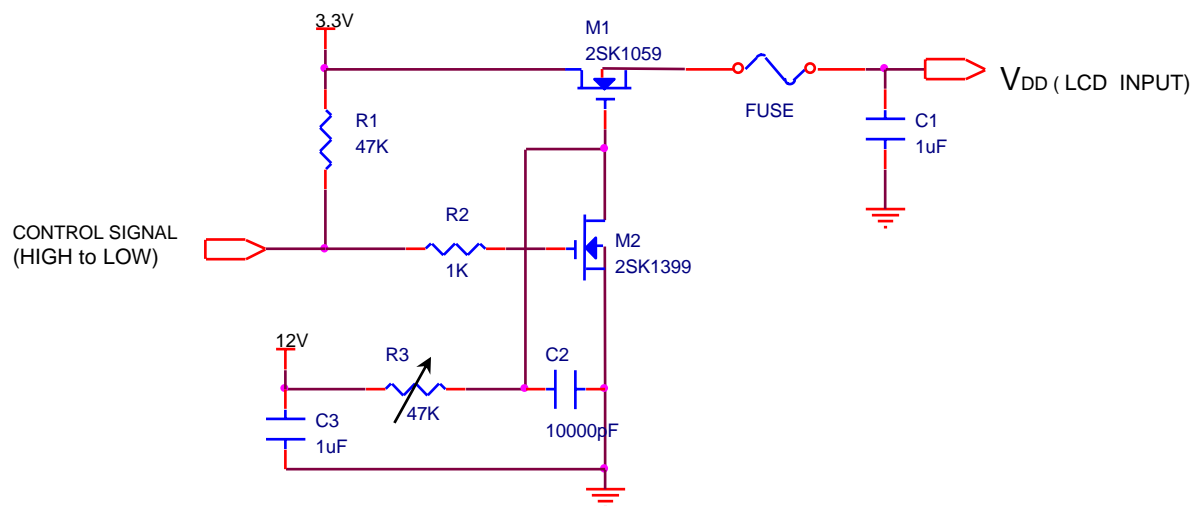 3.3V
M1
2SK1059
R1
47K
FUSE
VDD ( LCD INPUT)
C1
1uF
CONTROL SIGNAL
(HIGH to LOW)
R2
1K
M2
2SK1399
12V
R3
47K
C2
10000pF
C3
1uF